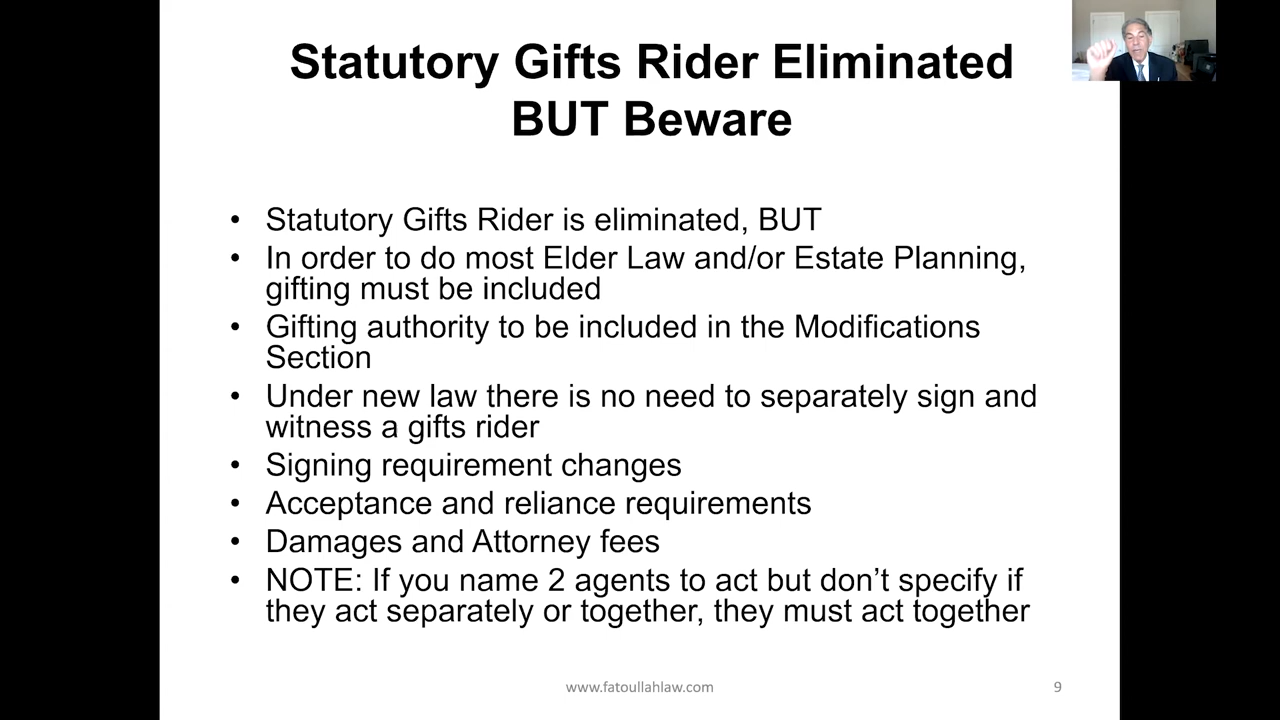 Statutory Gifts Rider Eliminated
BUT Beware
• Statutory Gifts Rider is eliminated, BUT
• In order to do most Elder Law and/or Estate Planning,
gifting must be included
• Gifting authority to be included in the Modifications
Section
• Under new law there is no need to separately sign and
witness a gifts rider
• Signing requirement changes
• Acceptance and reliance requirements
• Damages and Attorney fees
• NOTE: If you name 2 agents to act but don’t specify if
they act separately or together, they must act together
www.fatoullahlaw.com
9